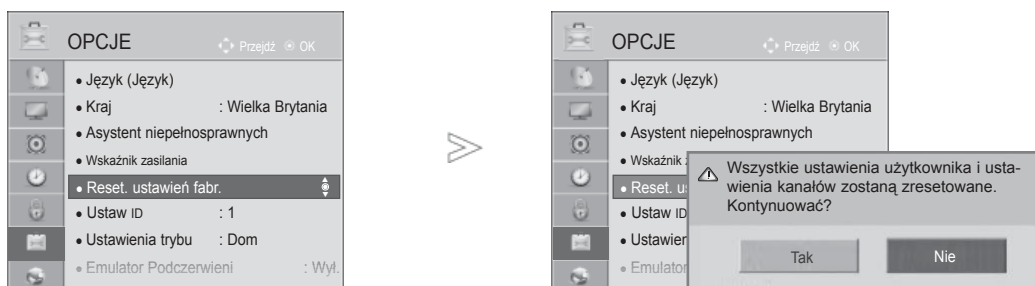 OPCJE
Przejdź OK
• Język (Język)
• Kraj : Wielka Brytania
• Asystent niepełnosprawnych
• Wskaźnik zasilania
• Reset. ustawień fabr.
• Ustaw ID : 1
• Ustawienia trybu : Dom
• Emulator Podczerwieni : Wył.
OPCJE
Przejdź OK
• Język (Język)
• Kraj : Wielka Brytania
• Asystent niepełnosprawnych
• Wskaźnik
• Reset. u
• Ustaw ID
• Ustawien
• Emulator
Wszystkie ustawienia użytkownika i usta-
wienia kanałów zostaną zresetowane.
Kontynuować?
Tak Nie